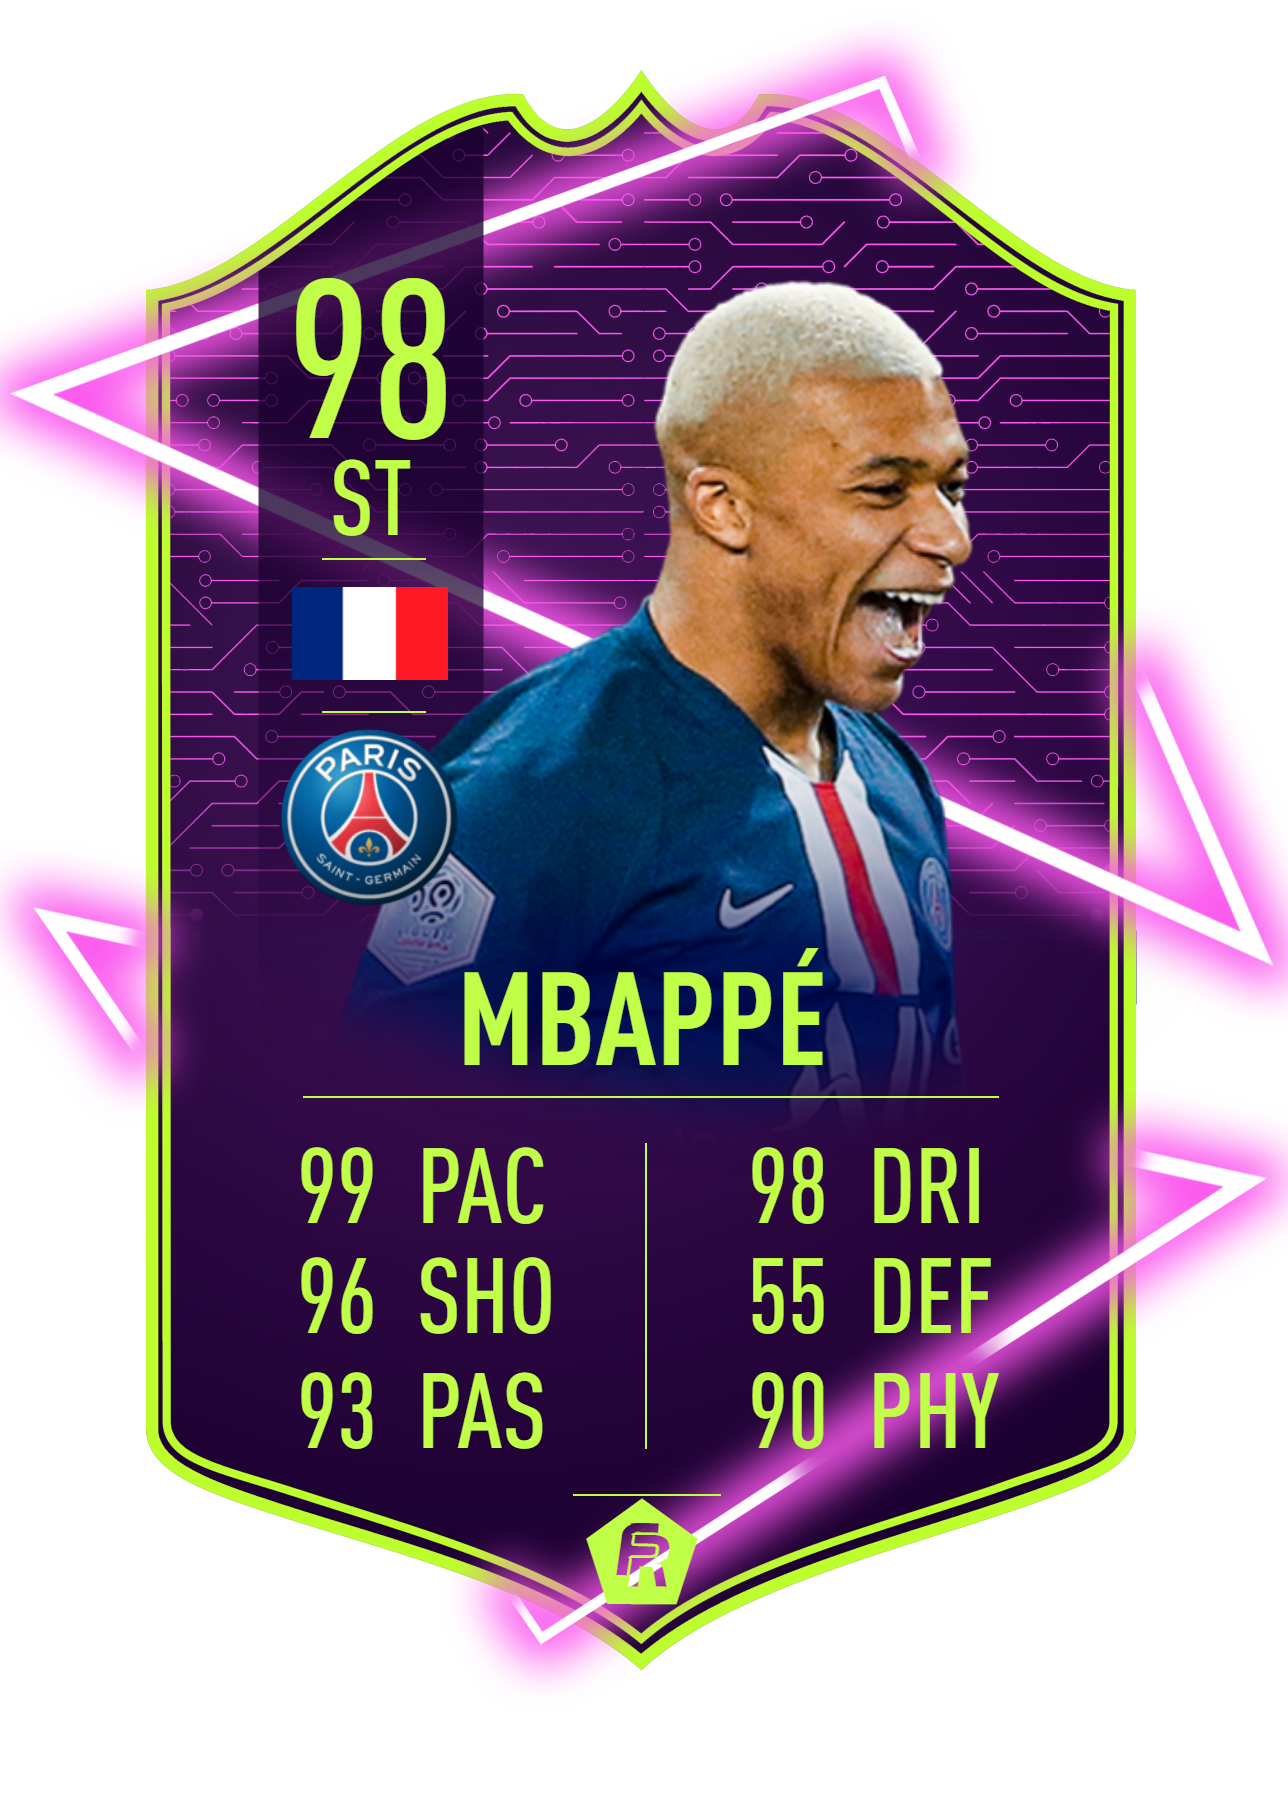 98
ST
PARIS
SAINT-GERMAIN
MBAPPÉ
99 PAC
98 DRI
96 SHO
55 DEF
93 PAS
90 PHY